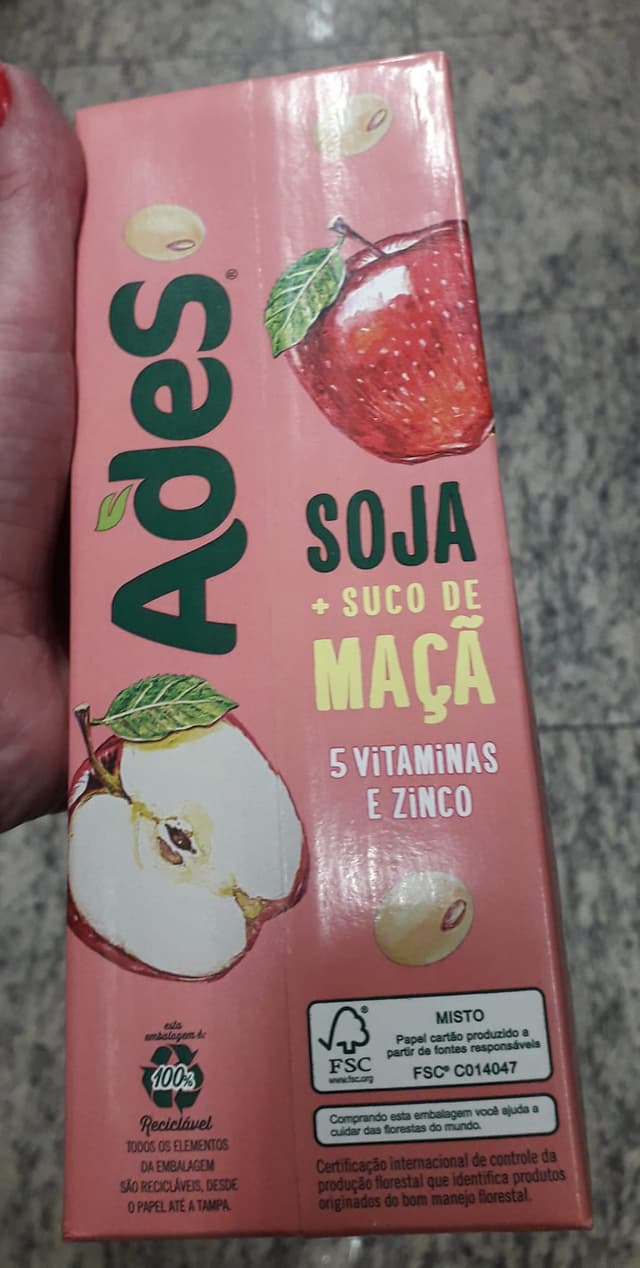 AdeS®
SOJA
+ SUCO DE
MAÇÃ
5 VITAMINAS
E ZINCO
esta
embalagem é:
100%
Reciclável
TODOS OS ELEMENTOS
DA EMBALAGEM
SÃO RECICLÁVEIS, DESDE
O PAPEL ATÉ A TAMPA.
FSC
www.fsc.org
MISTO
Papel cartão produzido a
partir de fontes responsáveis
FSC® C014047
Comprando esta embalagem você ajuda a
cuidar das florestas do mundo.
Certificação internacional de controle da
produção florestal que identifica produtos
originados do bom manejo florestal.